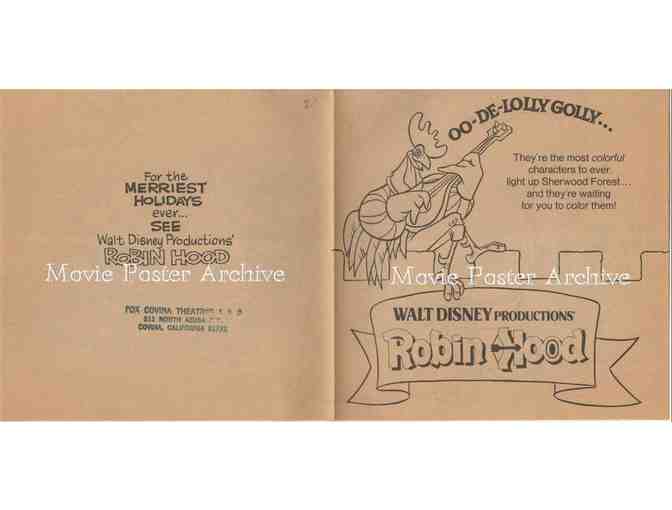 For the
MERRIEST
HOLIDAYS
ever...
SEE
Walt Disney Productions'
ROBIN HOOD
Movie Poster Archive
FOX COVINA THEATRE
NORTH AZUSA
COVINA, CALIFORNIA
OO-DE-LOLLY GOLLY...
They're the most colorful
characters to ever
light up Sherwood Forest...
and they're waiting
for you to color them!
Movie Poster Archive
WALT DISNEY PRODUCTIONS'
Robin Hood